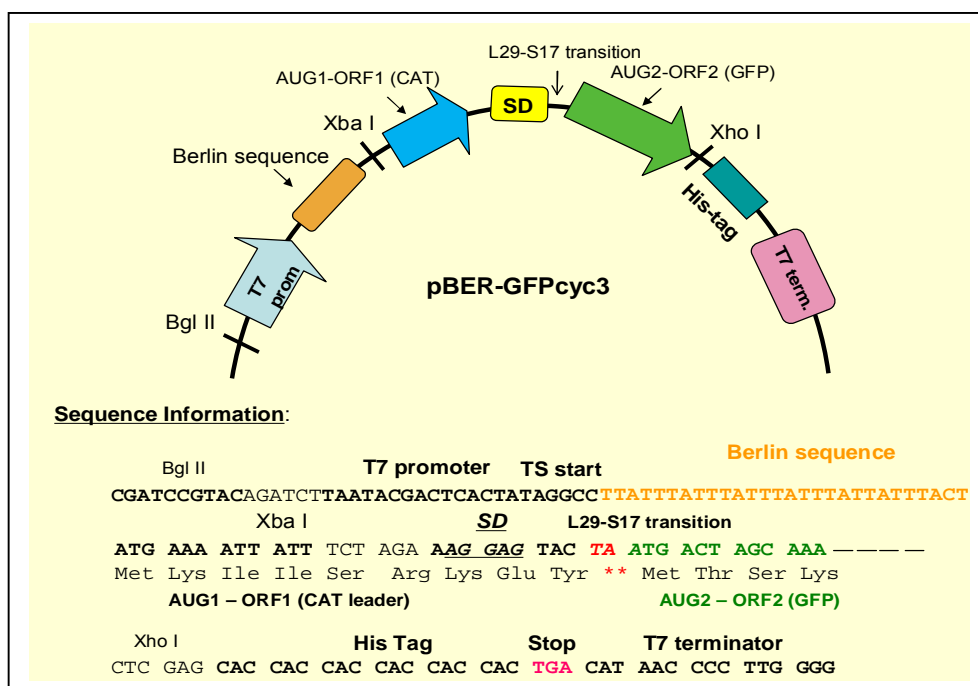 L29-S17 transition
AUG1-ORF1 (CAT)
AUG2-ORF2 (GFP)
SD
Xba I
Xho I
Berlin sequence
His-tag
T7 prom
T7 term.
pBER-GFPcyc3
Bgl II
Sequence Information:
Berlin sequence
Bgl II T7 promoter TS start
CGATCCGTACAGATCTTAATACGACTCACTATAGGCCTTATTTATTTATTTATTTATTATTTACT
Xba I SD L29-S17 transition
ATG AAA ATT ATT TCT AGA AAG GAG TAC TA ATG ACT AGC AAA — — — —
Met Lys Ile Ile Ser Arg Lys Glu Tyr ** Met Thr Ser Lys
AUG1 – ORF1 (CAT leader) AUG2 – ORF2 (GFP)
Xho I His Tag Stop T7 terminator
CTC GAG CAC CAC CAC CAC CAC CAC TGA CAT AAC CCC TTG GGG